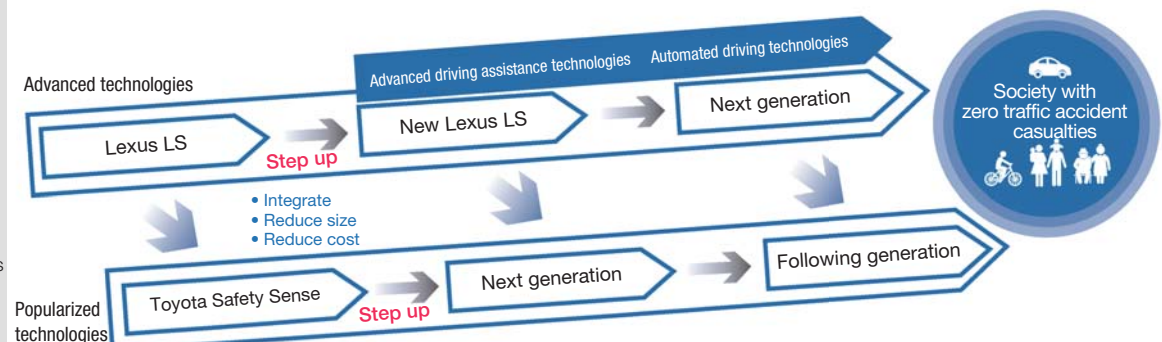 Advanced technologies
Advanced driving assistance technologies
Automated driving technologies
Lexus LS
Step up
New Lexus LS
Next generation
Society with
zero traffic accident
casualties
• Integrate
• Reduce size
• Reduce cost
s
Popularized
technologies
Toyota Safety Sense
Step up
Next generation
Following generation